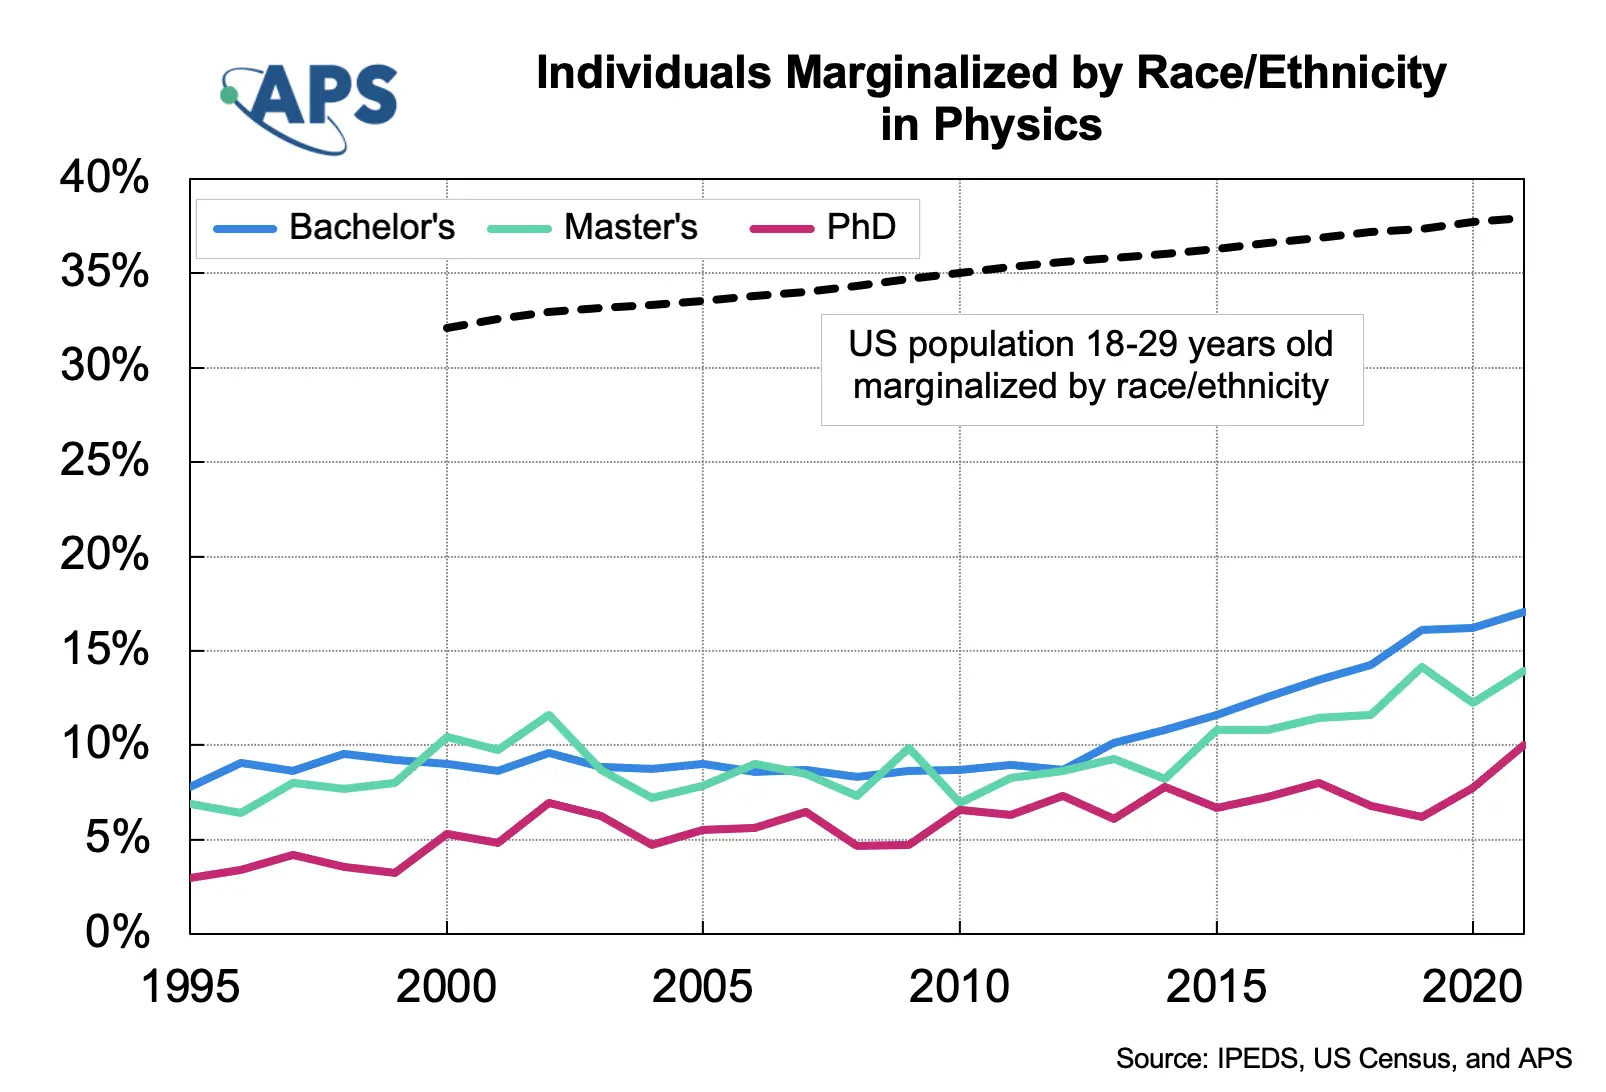 APS
Individuals Marginalized by Race/Ethnicity
in Physics
40%
35%
30%
25%
20%
15%
10%
5%
0%
Bachelor's Master's PhD
US population 18-29 years old
marginalized by race/ethnicity
1995 2000 2005 2010 2015 2020
Source: IPEDS, US Census, and APS